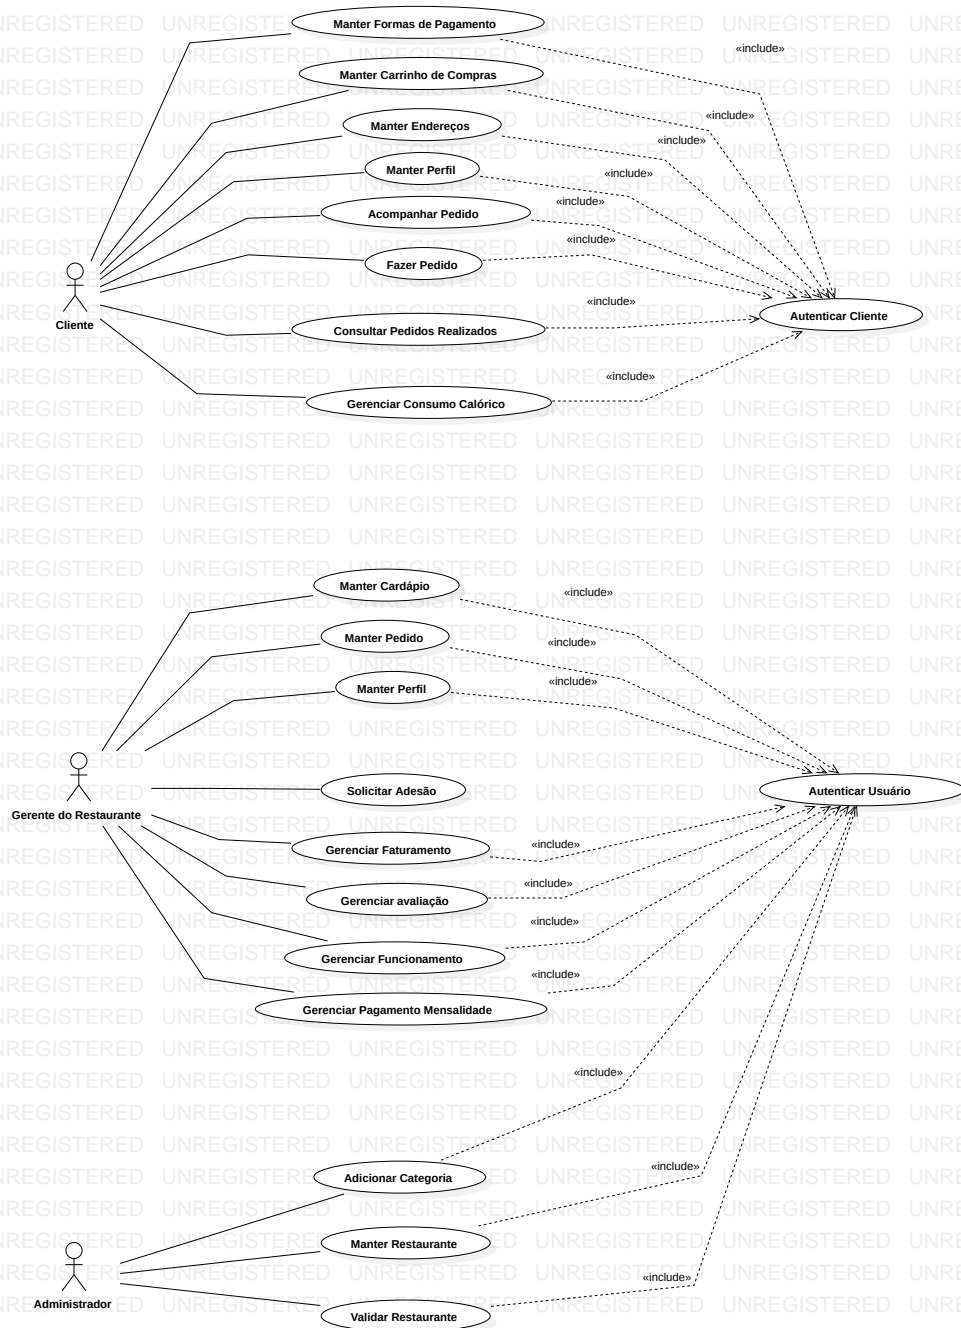 Manter Formas de Pagamento
«include»
Manter Carrinho de Compras
«include»
Manter Endereços
«include»
Manter Perfil
«include»
Acompanhar Pedido
«include»
Fazer Pedido
«include»
Cliente
Consultar Pedidos Realizados
«include»
Autenticar Cliente
Gerenciar Consumo Calórico
«include»
Manter Cardápio
«include»
Manter Pedido
«include»
Manter Perfil
«include»
Gerente do Restaurante
Solicitar Adesão
Autenticar Usuário
Gerenciar Faturamento
«include»
Gerenciar avaliação
«include»
Gerenciar Funcionamento
«include»
Gerenciar Pagamento Mensalidade
«include»
«include»
Adicionar Categoria
«include»
Manter Restaurante
«include»
Administrador
Validar Restaurante
UNREGISTERED